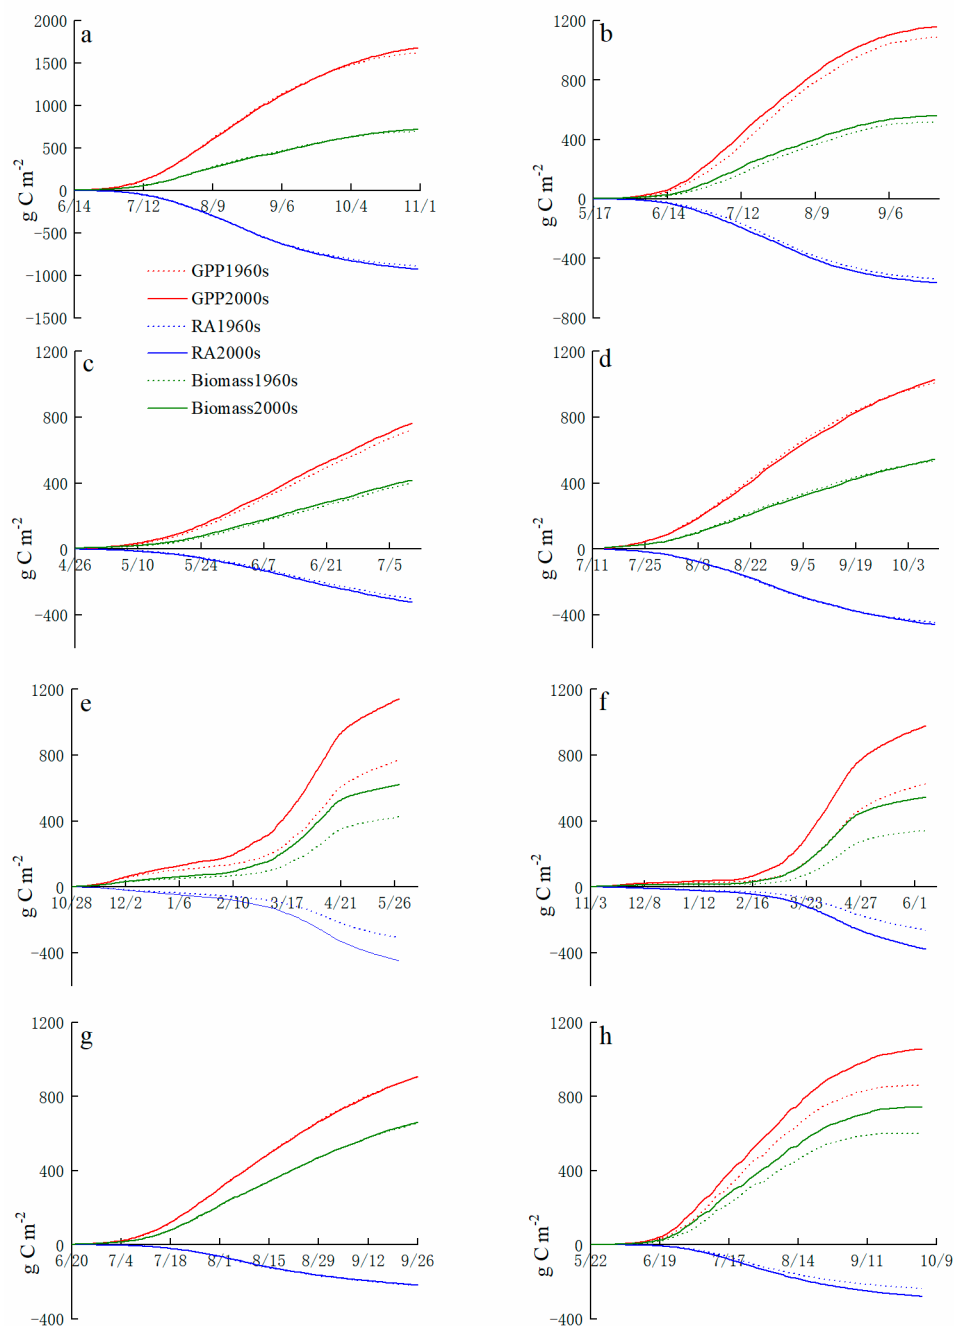 a
2000
1500
1000
500
0
−500
−1000
−1500
g C m-2
6/14 7/12 8/9 9/6 10/4 11/1
b
1200
800
400
0
−400
−800
g C m-2
5/17 6/14 7/12 8/9 9/6
GPP1960s
GPP2000s
RA1960s
RA2000s
Biomass1960s
Biomass2000s
c
1200
800
400
0
−400
g C m-2
4/26 5/10 5/24 6/7 6/21 7/5
d
1200
800
400
0
−400
g C m-2
7/11 7/25 8/8 8/22 9/5 9/19 10/3
e
1200
800
400
0
−400
g C m-2
10/28 12/2 1/6 2/10 3/17 4/21 5/26
f
1200
800
400
0
−400
g C m-2
11/3 12/8 1/12 2/16 3/23 4/27 6/1
g
1200
800
400
0
−400
g C m-2
6/20 7/4 7/18 8/1 8/15 8/29 9/12 9/26
h
1200
800
400
0
−400
g C m-2
5/22 6/19 7/17 8/14 9/11 10/9